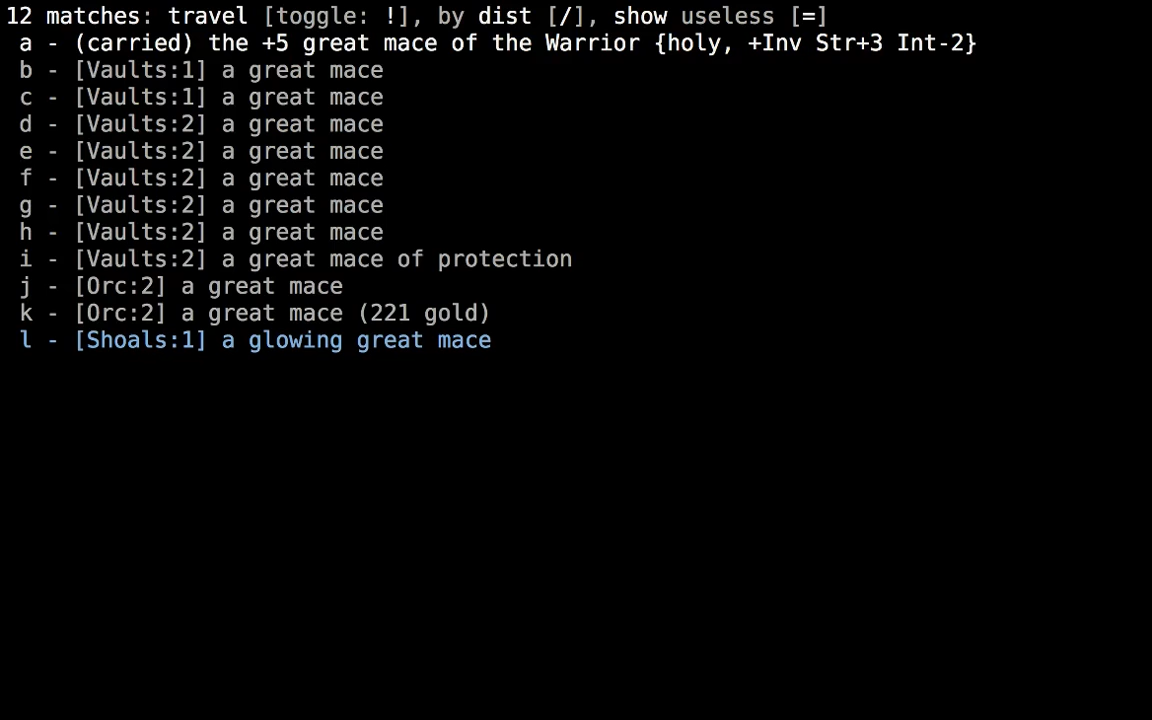 12 matches: travel [toggle: !], by dist [/], show useless [=]
a - (carried) the +5 great mace of the Warrior {holy, +Inv Str+3 Int-2}
b - [Vaults:1] a great mace
c - [Vaults:1] a great mace
d - [Vaults:2] a great mace
e - [Vaults:2] a great mace
f - [Vaults:2] a great mace
g - [Vaults:2] a great mace
h - [Vaults:2] a great mace
i - [Vaults:2] a great mace of protection
j - [Orc:2] a great mace
k - [Orc:2] a great mace (221 gold)
l - [Shoals:1] a glowing great mace